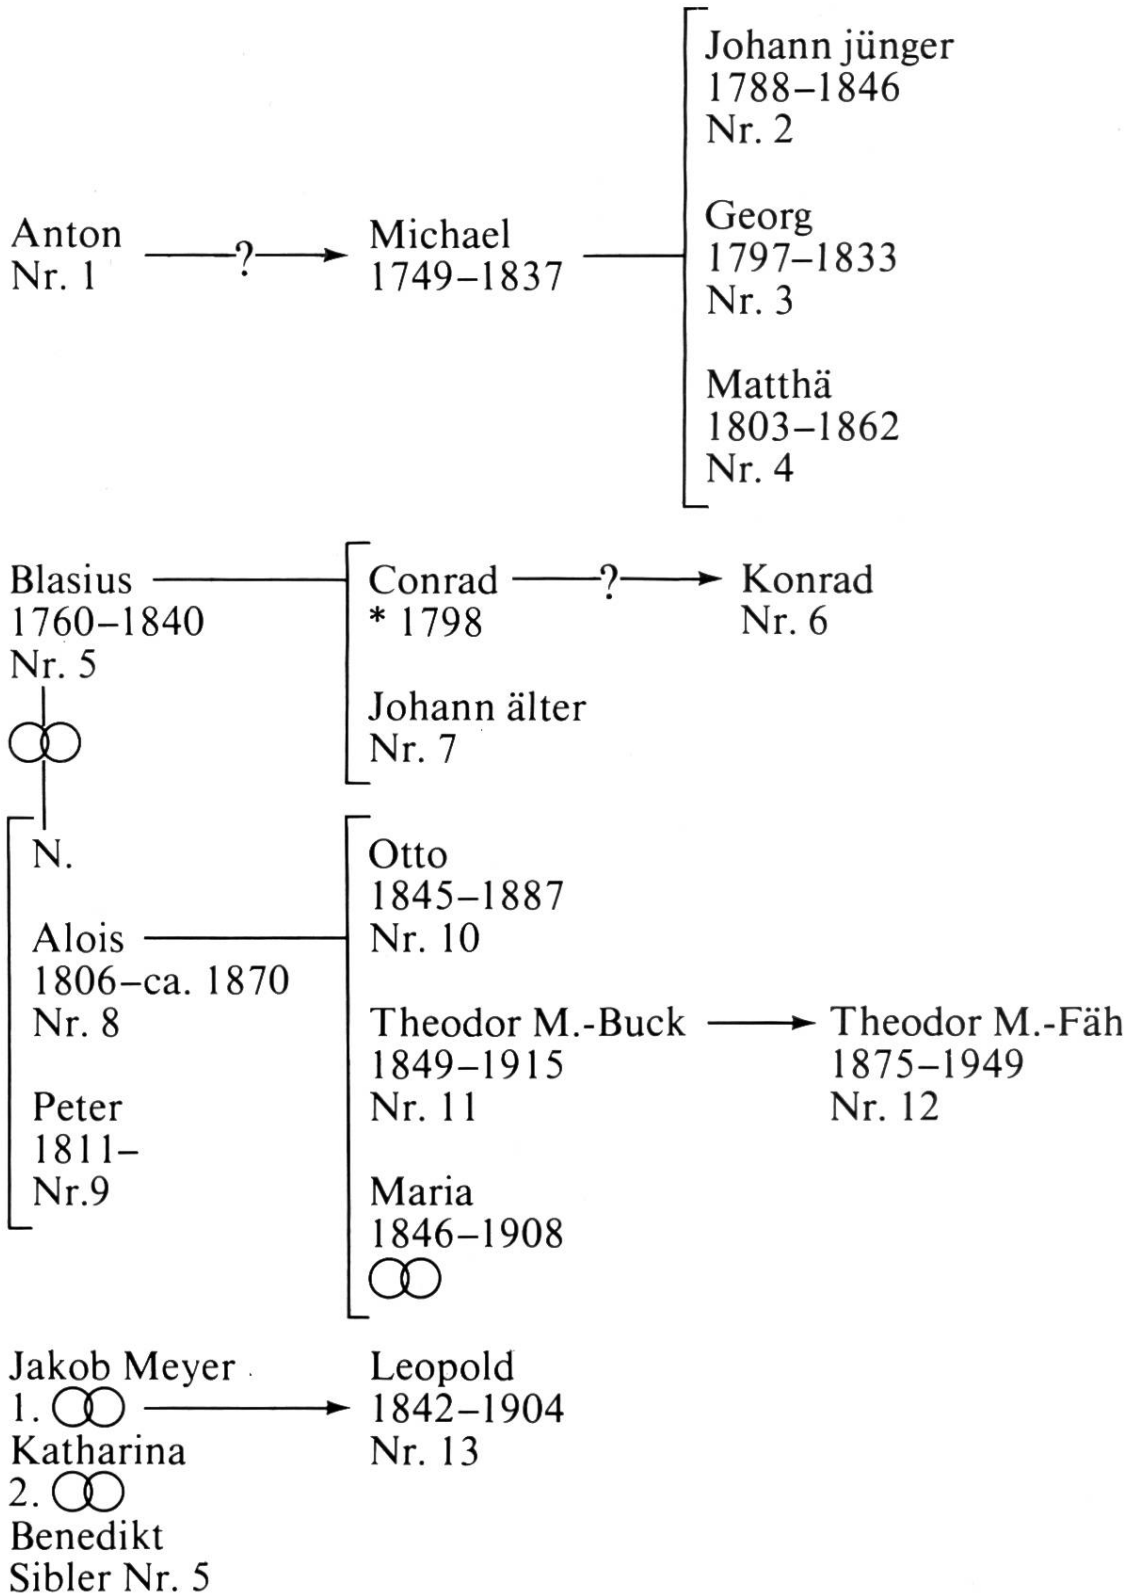 Johann jünger
1788–1846
Nr. 2
Anton
Nr. 1
?
Michael
1749–1837
Georg
1797–1833
Nr. 3
Matthä
1803–1862
Nr. 4
Blasius
1760–1840
Nr. 5
Conrad
* 1798
?
Konrad
Nr. 6
Johann älter
Nr. 7
N.
Alois
1806–ca. 1870
Nr. 8
Peter
1811–
Nr.9
Otto
1845–1887
Nr. 10
Theodor M.-Buck
1849–1915
Nr. 11
Theodor M.-Fäh
1875–1949
Nr. 12
Maria
1846–1908
Jakob Meyer
1.
Katharina
2.
Benedikt
Sibler Nr. 5
Leopold
1842–1904
Nr. 13